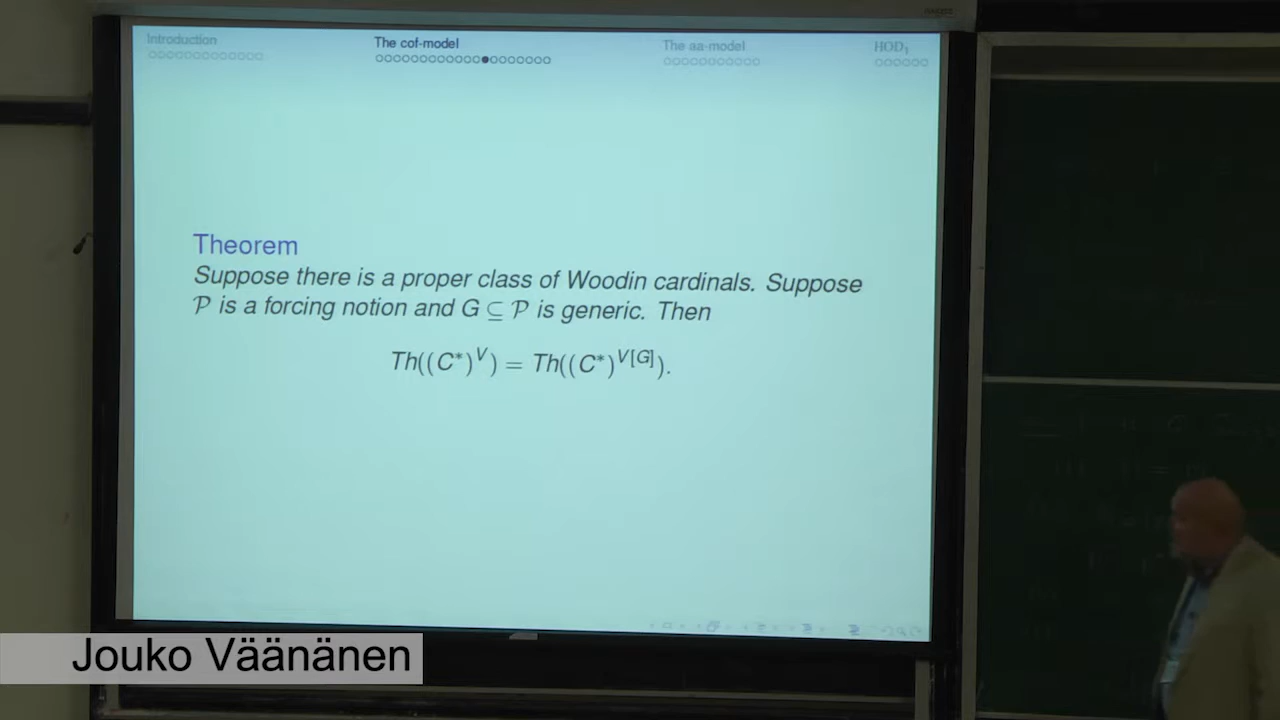 Introduction
The cof-model
The aa-model
HOD₁
Theorem
Suppose there is a proper class of Woodin cardinals. Suppose
𝒫 is a forcing notion and G ⊆ 𝒫 is generic. Then
Th((C*)^V) = Th((C*)^{V[G]}).
Jouko Väänänen